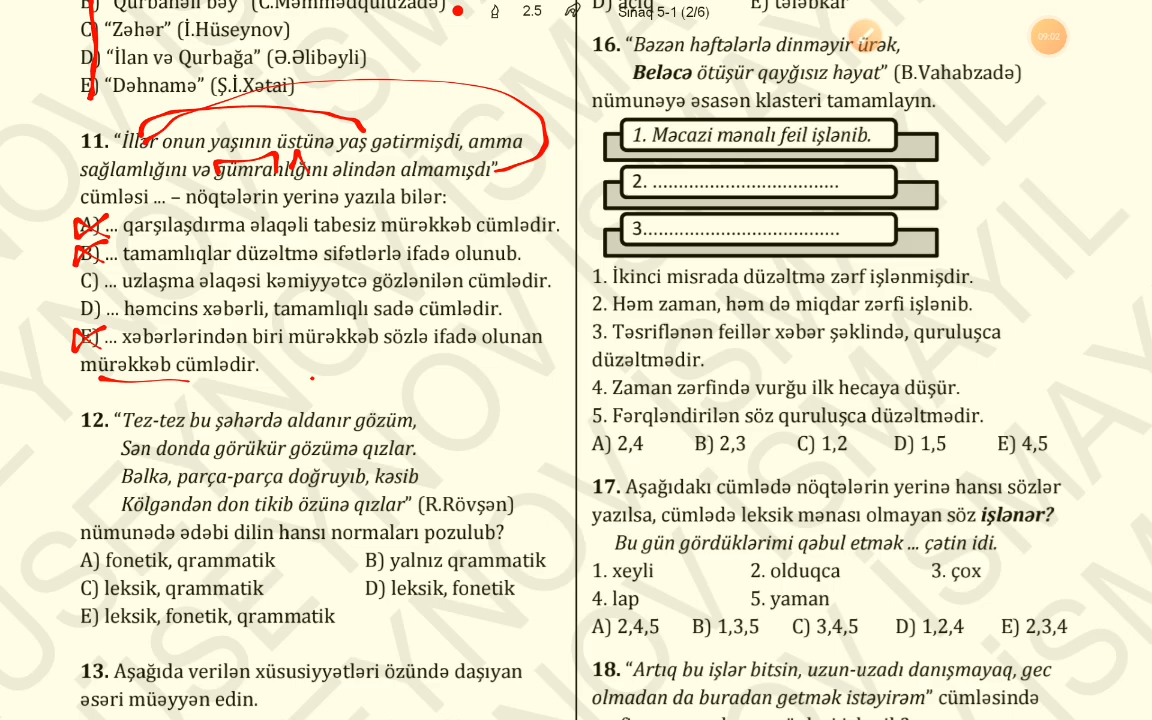 B) "Qurbanəli bəy" (C.Məmmədquluzadə)
C) "Zəhər" (İ.Hüseynov)
D) "İlan və Qurbağa" (Ə.Əlibəyli)
E) "Dəhnamə" (Ş.İ.Xətai)
11. "İllər onun yaşının üstünə yaş gətirmişdi, amma
sağlamlığını və gümrahlığını əlindən almamışdı"
cümləsi ... – nöqtələrin yerinə yazıla bilər:
A) ... qarşılaşdırma əlaqəli tabesiz mürəkkəb cümlədir.
B) ... tamamlıqlar düzəltmə sifətlərlə ifadə olunub.
C) ... uzlaşma əlaqəsi kəmiyyətcə gözlənilən cümlədir.
D) ... həmcins xəbərli, tamamlıqlı sadə cümlədir.
E) ... xəbərlərindən biri mürəkkəb sözlə ifadə olunan
mürəkkəb cümlədir.
12. "Tez-tez bu şəhərdə aldanır gözüm,
Sən donda görükür gözümə qızlar.
Bəlkə, parça-parça doğruyıb, kəsib
Kölgəndən don tikib özünə qızlar" (R.Rövşən)
nümunədə ədəbi dilin hansı normaları pozulub?
A) fonetik, qrammatik B) yalnız qrammatik
C) leksik, qrammatik D) leksik, fonetik
E) leksik, fonetik, qrammatik
13. Aşağıda verilən xüsusiyyətləri özündə daşıyan
əsəri müəyyən edin.
2.5 Sınaq 5-1 (2/6)
09:02
D) açıq E) tələbkar
16. "Bəzən həftələrlə dinməyir ürək,
Beləcə ötüşür qayğısız həyat" (B.Vahabzadə)
nümunəyə əsasən klasteri tamamlayın.
1. Məcazi mənalı feil işlənib.
2. .....................................
3.......................................
1. İkinci misrada düzəltmə zərf işlənmişdir.
2. Həm zaman, həm də miqdar zərfi işlənib.
3. Təsriflənən feillər xəbər şəklində, quruluşca
düzəltmədir.
4. Zaman zərfində vurğu ilk hecaya düşür.
5. Fərqləndirilən söz quruluşca düzəltmədir.
A) 2,4 B) 2,3 C) 1,2 D) 1,5 E) 4,5
17. Aşağıdakı cümlədə nöqtələrin yerinə hansı sözlər
yazılsa, cümlədə leksik mənası olmayan söz işlənər?
Bu gün gördüklərimi qəbul etmək ... çətin idi.
1. xeyli 2. olduqca 3. çox
4. lap 5. yaman
A) 2,4,5 B) 1,3,5 C) 3,4,5 D) 1,2,4 E) 2,3,4
18. "Artıq bu işlər bitsin, uzun-uzadı danışmayaq, gec
olmadan da buradan getmək istəyirəm" cümləsində